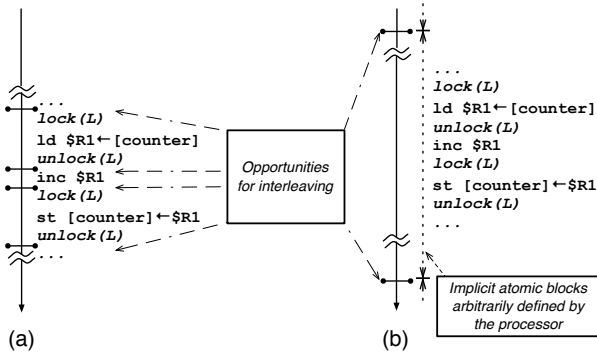 ...
lock(L)
ld $R1←[counter]
unlock(L)
inc $R1
lock(L)
st [counter]←$R1
unlock(L)
...
(a)
Opportunities
for interleaving
...
lock(L)
ld $R1←[counter]
unlock(L)
inc $R1
lock(L)
st [counter]←$R1
unlock(L)
...
(b)
Implicit atomic blocks
arbitrarily defined by
the processor